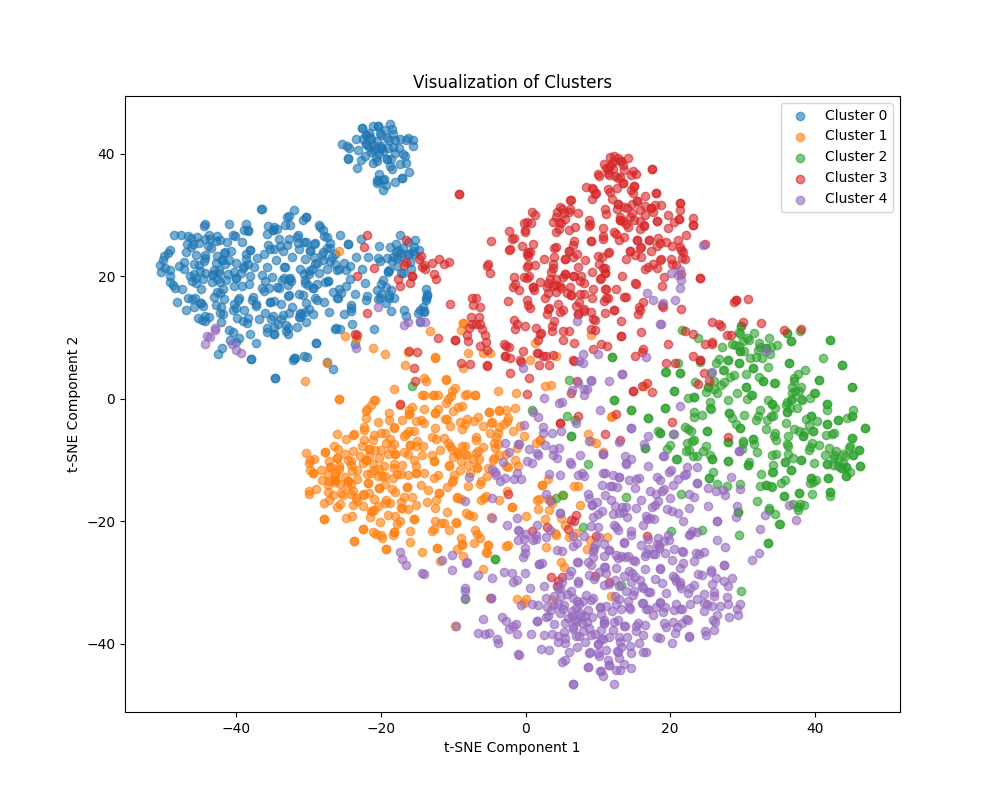 Visualization of Clusters
Cluster 0
Cluster 1
Cluster 2
Cluster 3
Cluster 4
40
20
0
−20
−40
t-SNE Component 2
−40
−20
0
20
40
t-SNE Component 1